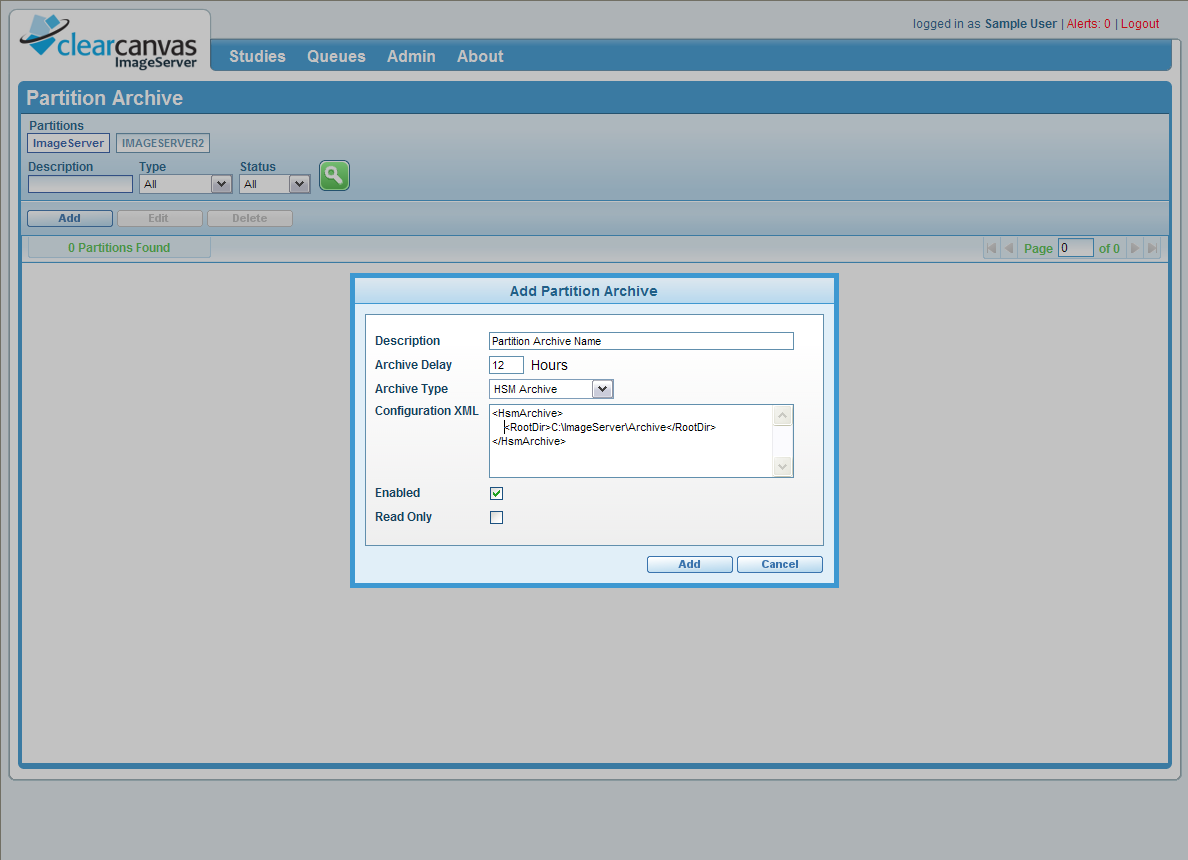 logged in as Sample User | Alerts: 0 | Logout
clearcanvas
ImageServer
Studies Queues Admin About
Partition Archive
Partitions
ImageServer IMAGESERVER2
Description Type Status
All All
Add Edit Delete
0 Partitions Found Page 0 of 0
Add Partition Archive
Description Partition Archive Name
Archive Delay 12 Hours
Archive Type HSM Archive
Configuration XML <HsmArchive>
<RootDir>C:\ImageServer\Archive</RootDir>
</HsmArchive>
Enabled
Read Only
Add Cancel